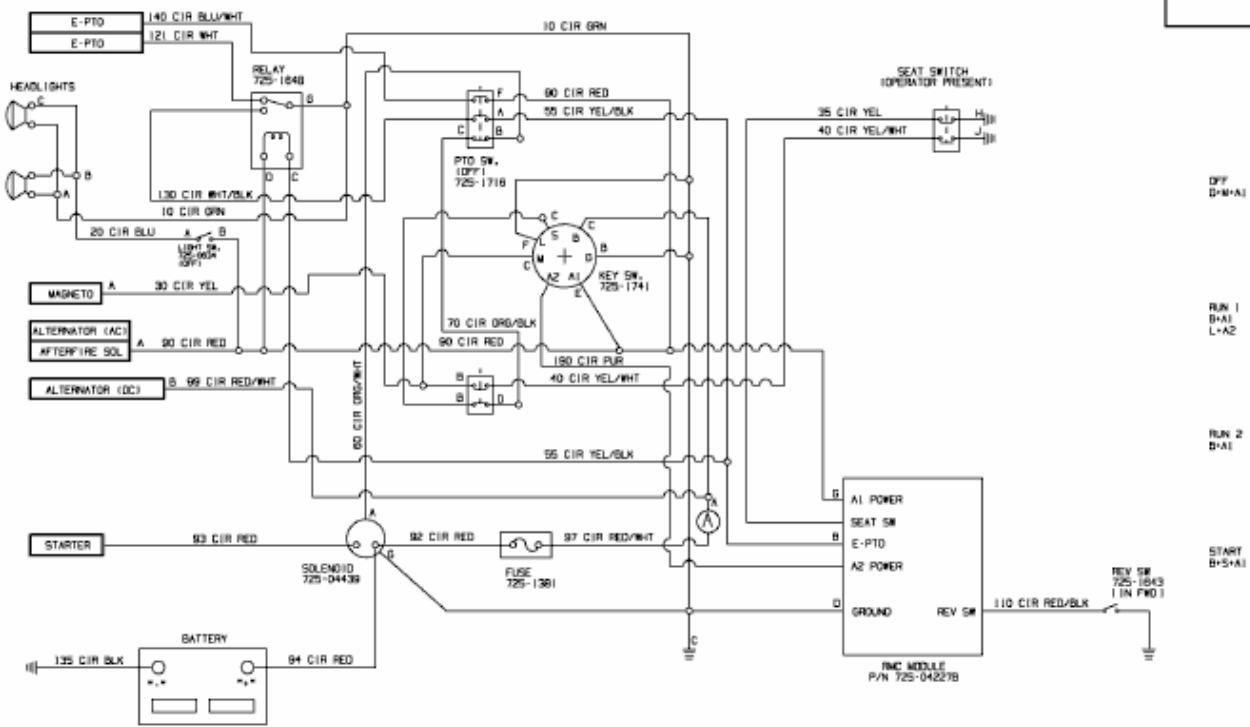 E-PTO
140 CIR BLU/WHT
E-PTO
121 CIR WHT
10 CIR GRN
HEADLIGHTS
C
B
A
RELAY
725-1648
G
D
C
130 CIR WHT/BLK
10 CIR GRN
20 CIR BLU
A
B
LIGHT SW.
(OFF)
F
A
C
B
PTO SW.
(OFF)
725-1716
90 CIR RED
55 CIR YEL/BLK
SEAT SWITCH
(OPERATOR PRESENT)
35 CIR YEL
H
40 CIR YEL/WHT
J
OFF
G+M+A1
C
C
F
L
S
B
B
M
G
C
A2
A1
E
KEY SW.
725-1741
MAGNETO
A
30 CIR YEL
ALTERNATOR (AC)
AFTERFIRE SOL
A
90 CIR RED
70 CIR ORG/BLK
90 CIR RED
190 CIR PUR
RUN 1
B+A1
L+A2
ALTERNATOR (DC)
B
99 CIR RED/WHT
60 CIR ORG/WHT
B
40 CIR YEL/WHT
B
D
55 CIR YEL/BLK
RUN 2
B+A1
A
A
A
G
A1 POWER
SEAT SW
B
E-PTO
A2 POWER
D
GROUND
REV SW
STARTER
93 CIR RED
G
SOLENOID
725-04439
92 CIR RED
FUSE
725-1381
97 CIR RED/WHT
START
B+S+A1
REV SW
725-1643
(IN FWD)
110 CIR RED/BLK
C
RMC MODULE
P/N 725-04227B
BATTERY
135 CIR BLK
"-"
"+"
94 CIR RED